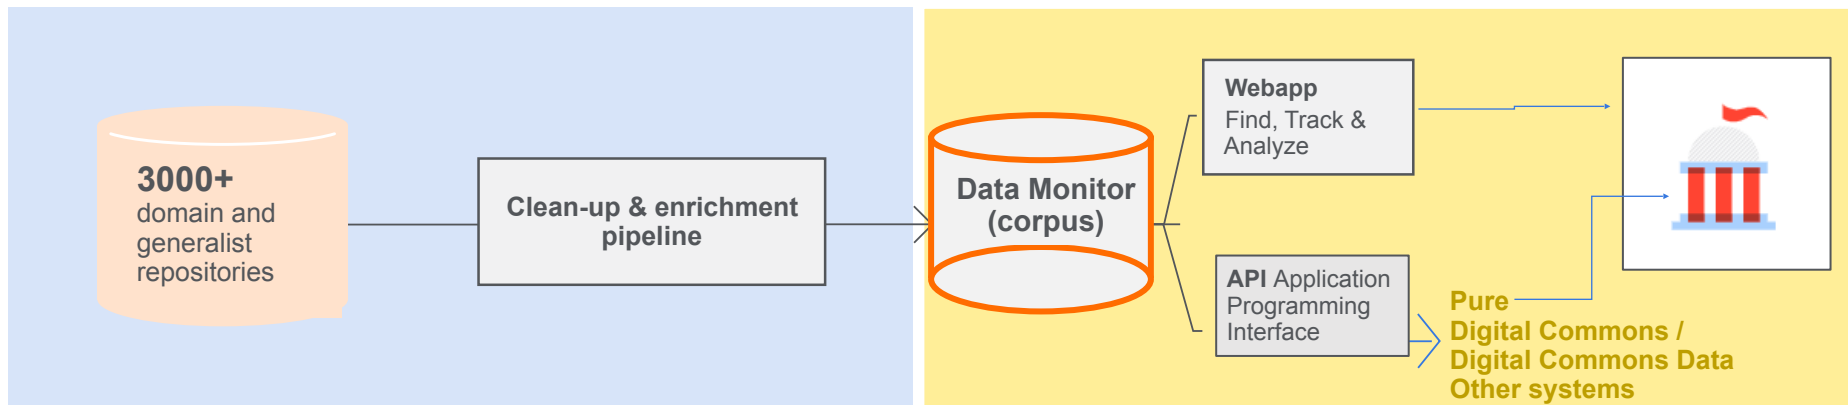 3000+
domain and
generalist
repositories
Clean-up & enrichment
pipeline
Data Monitor
(corpus)
Webapp
Find, Track &
Analyze
API Application
Programming
Interface
Pure
Digital Commons /
Digital Commons Data
Other systems